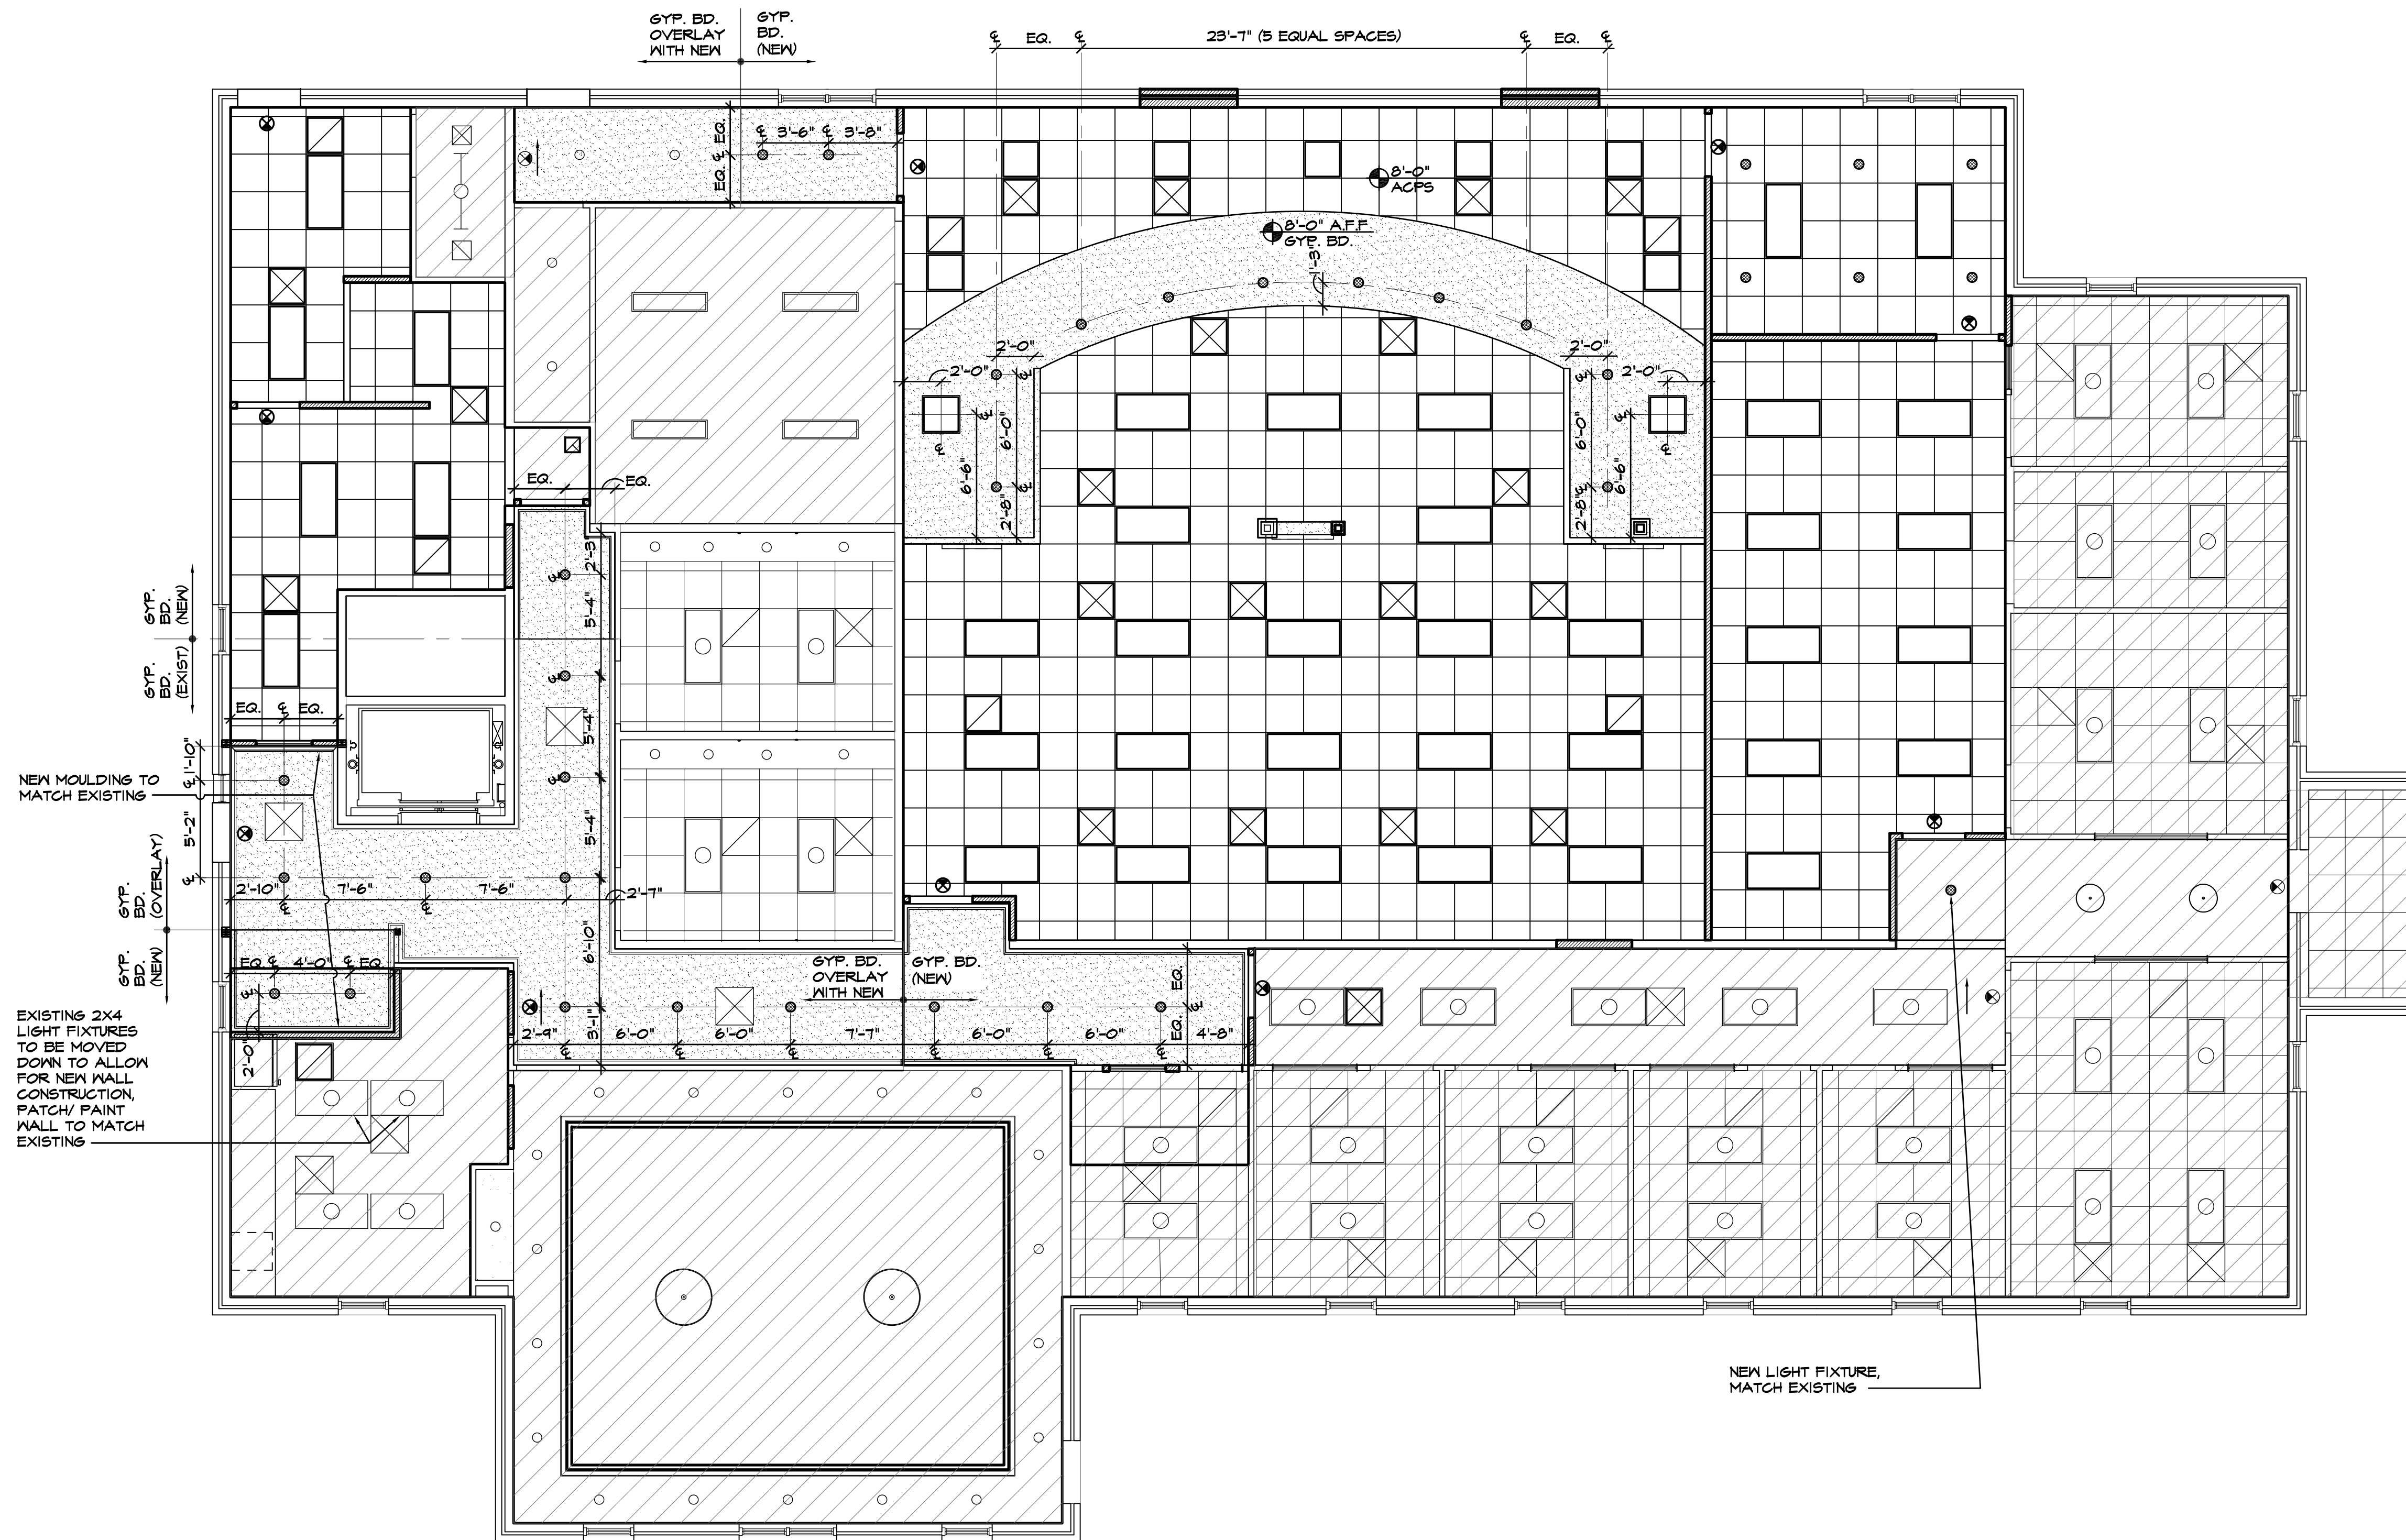 GYP. BD.
OVERLAY
WITH NEW
GYP.
BD.
(NEW)
℄
EQ.
℄
23'-7" (5 EQUAL SPACES)
℄
EQ.
℄
EQ.
℄
EQ.
℄
3'-6"
℄
3'-8"
8'-0"
ACPS
8'-0" A.F.F
GYP. BD.
1'-3"
2'-0"
2'-0"
℄
℄
℄
6'-0"
6'-6"
℄
2'-8"
2'-0"
2'-0"
℄
℄
℄
6'-0"
6'-6"
℄
2'-8"
EQ.
EQ.
2'-3"
℄
5'-4"
℄
5'-4"
℄
5'-4"
6'-10"
GYP.
BD.
(NEW)
GYP.
BD.
(EXIST)
EQ.
℄
EQ.
1'-10"
℄
5'-2"
℄
NEW MOULDING TO
MATCH EXISTING
GYP.
BD.
(OVERLAY)
GYP.
BD.
(NEW)
2'-10"
℄
7'-6"
℄
7'-6"
2'-7"
EQ.
℄
4'-0"
℄
EQ.
℄
2'-0"
EXISTING 2X4
LIGHT FIXTURES
TO BE MOVED
DOWN TO ALLOW
FOR NEW WALL
CONSTRUCTION,
PATCH/ PAINT
WALL TO MATCH
EXISTING
GYP. BD.
OVERLAY
WITH NEW
GYP. BD.
(NEW)
EQ.
℄
EQ.
2'-9"
℄
3'-1"
6'-0"
℄
6'-0"
℄
7'-7"
℄
6'-0"
℄
6'-0"
℄
4'-8"
NEW LIGHT FIXTURE,
MATCH EXISTING